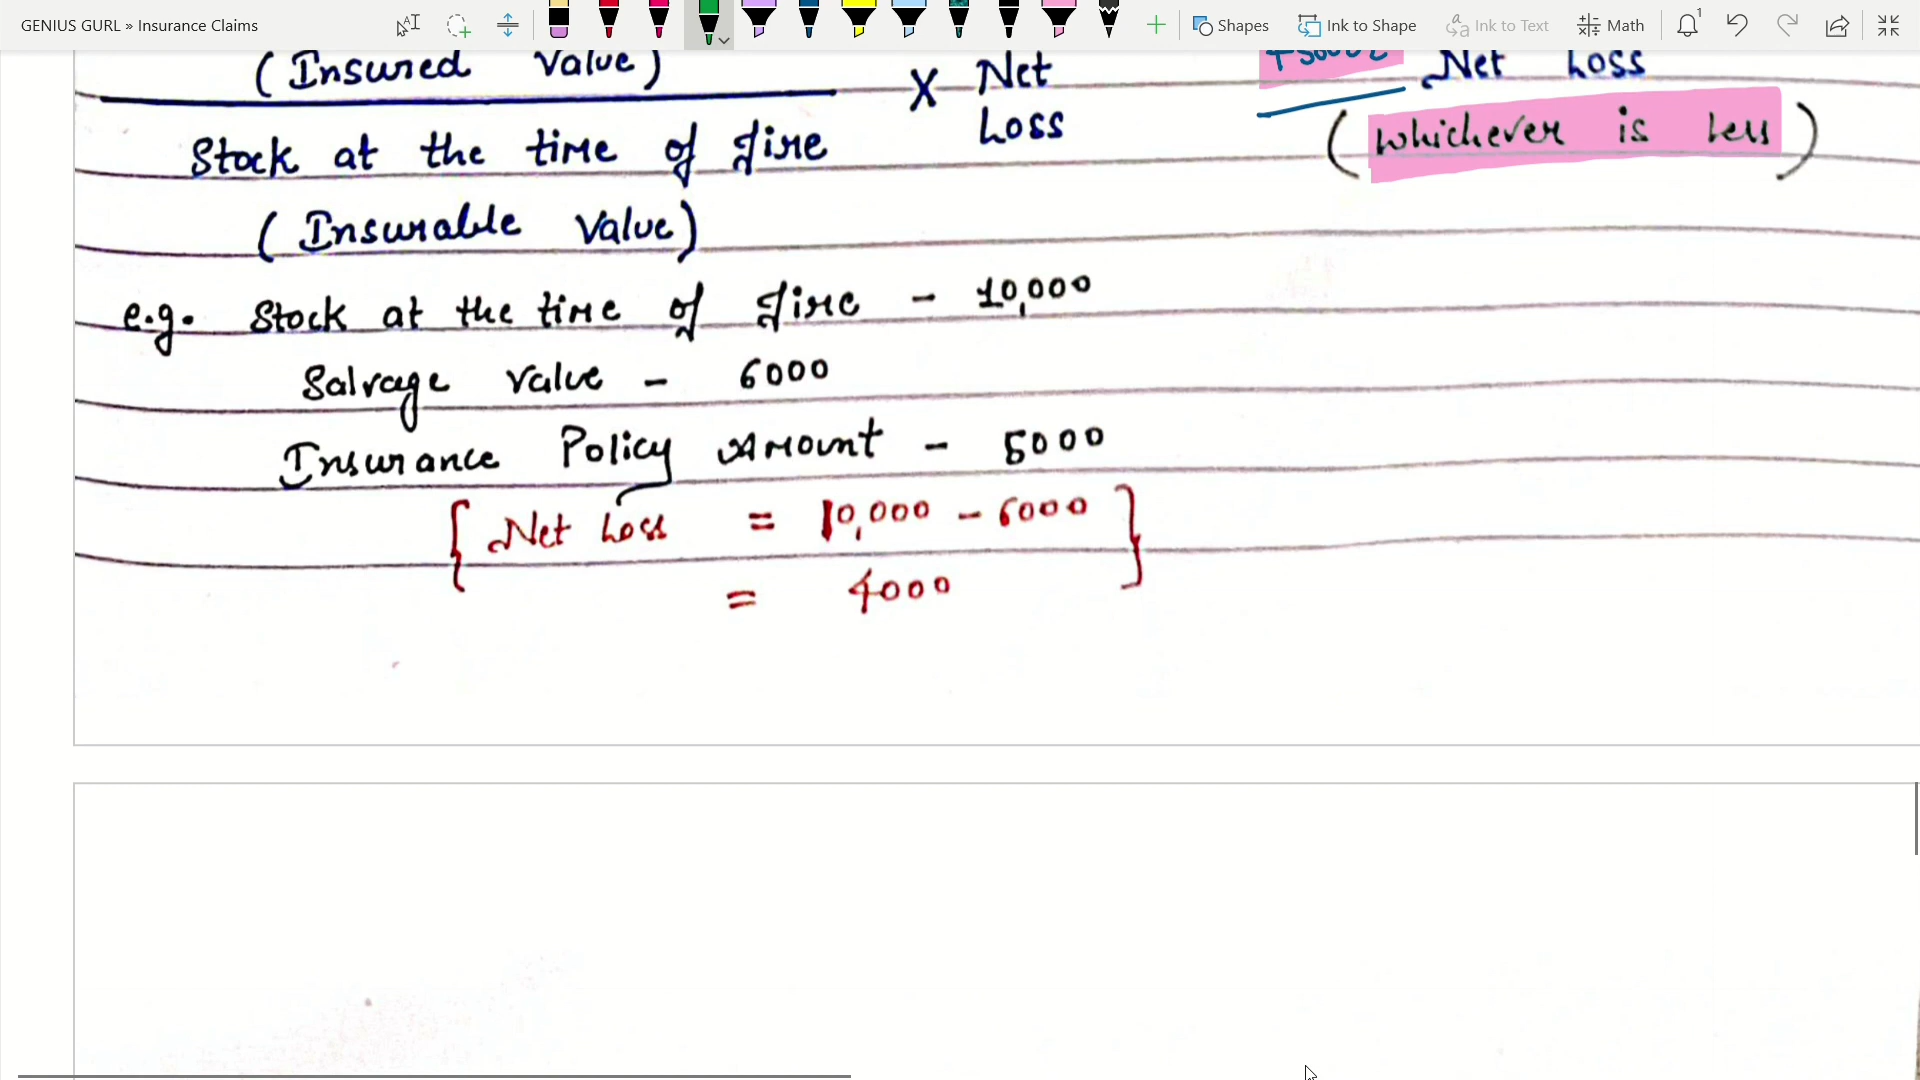 GENIUS GURL » Insurance Claims
Shapes Ink to Shape Ink to Text Math 1
(Insured Value)
X Net Loss
Stock at the time of fire
(Insurable Value)
Net Loss
(whichever is less)
e.g. Stock at the time of fire - 10,000
Salvage Value - 6000
Insurance Policy Amount - 5000
{ Net Loss = 10,000 - 6000 }
= 4000